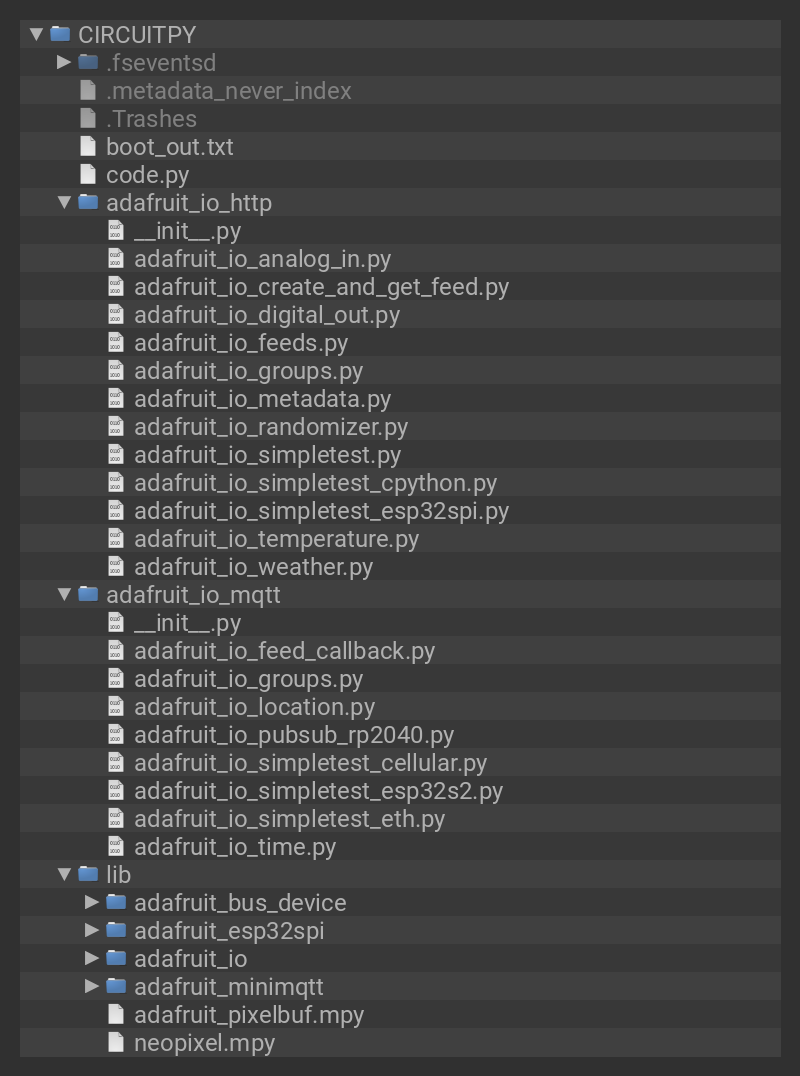 CIRCUITPY
.fseventsd
.metadata_never_index
.Trashes
boot_out.txt
code.py
adafruit_io_http
__init__.py
adafruit_io_analog_in.py
adafruit_io_create_and_get_feed.py
adafruit_io_digital_out.py
adafruit_io_feeds.py
adafruit_io_groups.py
adafruit_io_metadata.py
adafruit_io_randomizer.py
adafruit_io_simpletest.py
adafruit_io_simpletest_cpython.py
adafruit_io_simpletest_esp32spi.py
adafruit_io_temperature.py
adafruit_io_weather.py
adafruit_io_mqtt
__init__.py
adafruit_io_feed_callback.py
adafruit_io_groups.py
adafruit_io_location.py
adafruit_io_pubsub_rp2040.py
adafruit_io_simpletest_cellular.py
adafruit_io_simpletest_esp32s2.py
adafruit_io_simpletest_eth.py
adafruit_io_time.py
lib
adafruit_bus_device
adafruit_esp32spi
adafruit_io
adafruit_minimqtt
adafruit_pixelbuf.mpy
neopixel.mpy